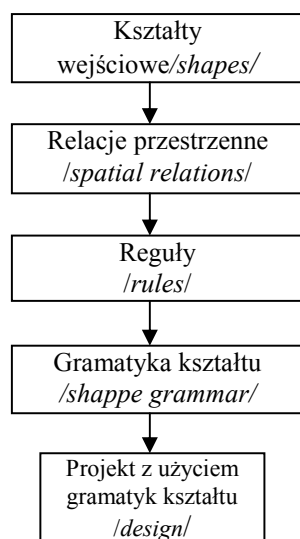 Kształty
wejściowe/shapes/
Relacje przestrzenne
/spatial relations/
Reguły
/rules/
Gramatyka kształtu
/shappe grammar/
Projekt z użyciem
gramatyk kształtu
/design/